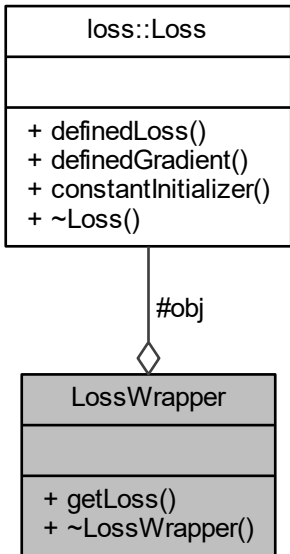 loss::Loss
+ definedLoss()
+ definedGradient()
+ constantInitializer()
+ ~Loss()
#obj
LossWrapper
+ getLoss()
+ ~LossWrapper()